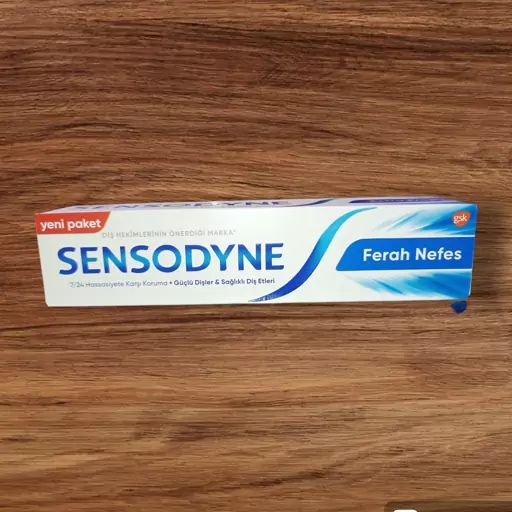 yeni paket
DİŞ HEKİMLERİNİN ÖNERDİĞİ MARKA*
SENSODYNE
7/24 Hassasiyete Karşı Koruma + Güçlü Dişler & Sağlıklı Diş Etleri
gsk
Ferah Nefes